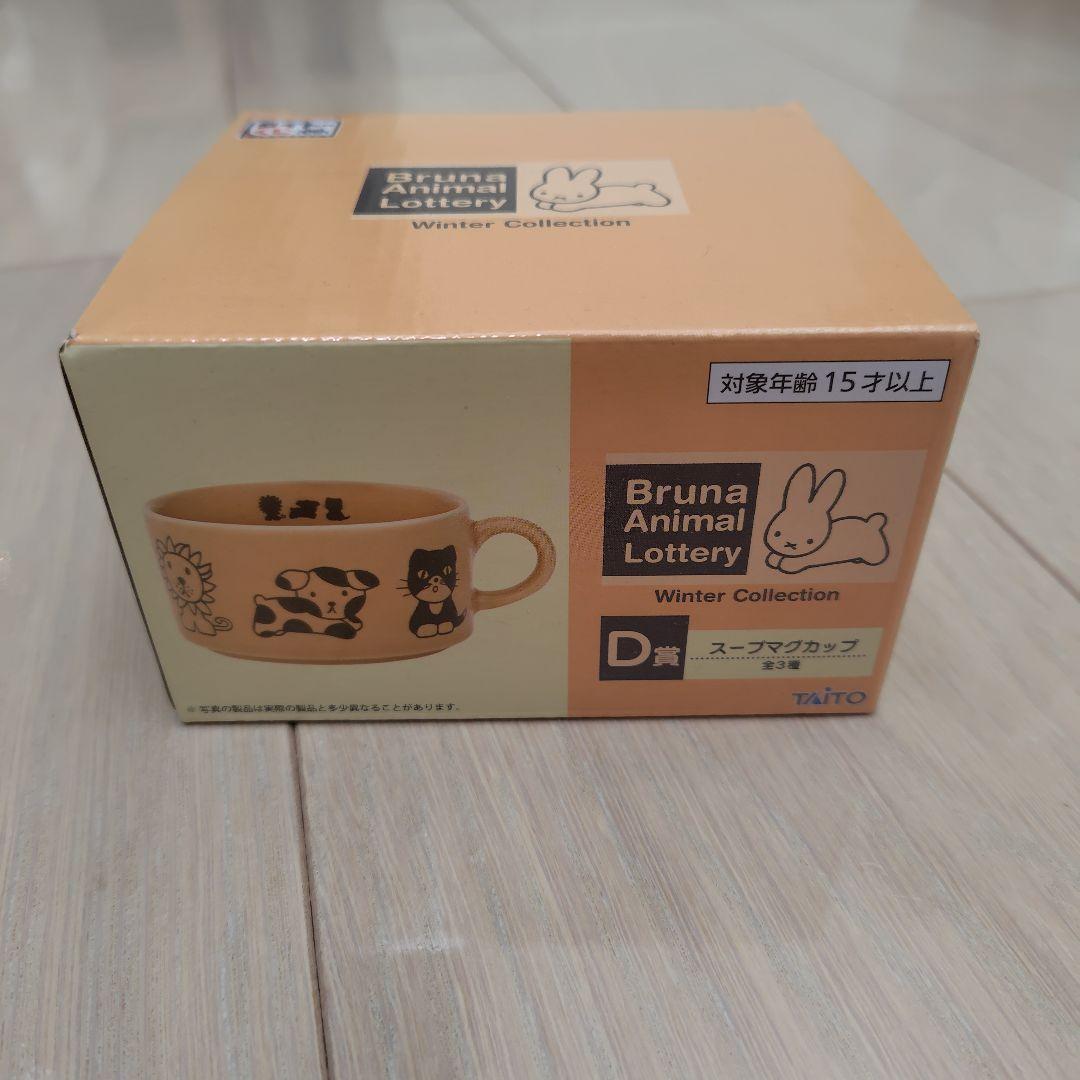 Bruna
Animal
Lottery
Winter Collection
対象年齢15才以上
Bruna
Animal
Lottery
Winter Collection
D賞
スープマグカップ
全3種
TAITO
※写真の製品は実際の製品と多少異なることがあります。